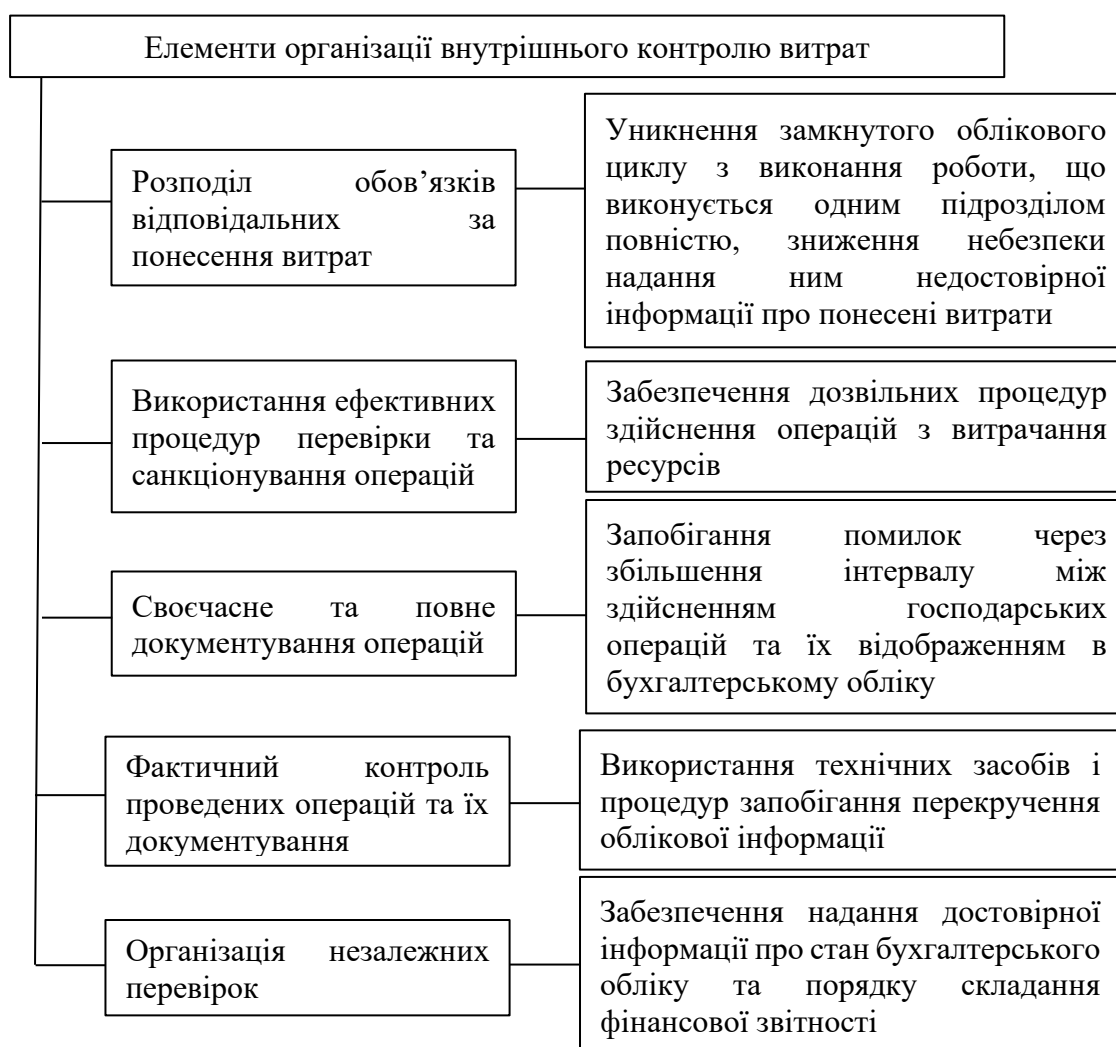 Елементи організації внутрішнього контролю витрат
Розподіл обов’язків
відповідальних за
понесення витрат
Уникнення замкнутого облікового
циклу з виконання роботи, що
виконується одним підрозділом
повністю, зниження небезпеки
надання ним недостовірної
інформації про понесені витрати
Використання ефективних
процедур перевірки та
санкціонування операцій
Забезпечення дозвільних процедур
здійснення операцій з витрачання
ресурсів
Своєчасне та повне
документування операцій
Запобігання помилок через
збільшення інтервалу між
здійсненням господарських
операцій та їх відображенням в
бухгалтерському обліку
Фактичний контроль
проведених операцій та їх
документування
Використання технічних засобів і
процедур запобігання перекручення
облікової інформації
Організація незалежних
перевірок
Забезпечення надання достовірної
інформації про стан бухгалтерського
обліку та порядку складання
фінансової звітності